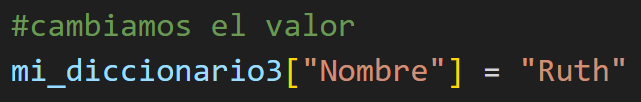 #cambiamos el valor
mi_diccionario3["Nombre"] = "Ruth"